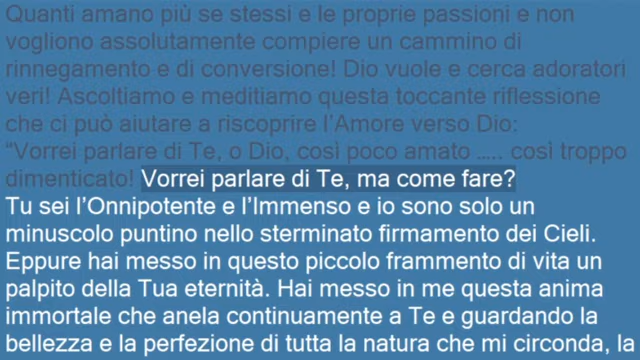 Quanti amano più se stessi e le proprie passioni e non
vogliono assolutamente compiere un cammino di
rinnegamento e di conversione! Dio vuole e cerca adoratori
veri! Ascoltiamo e meditiamo questa toccante riflessione
che ci può aiutare a riscoprire l’Amore verso Dio:
“Vorrei parlare di Te, o Dio, così poco amato ….. così troppo
dimenticato! Vorrei parlare di Te, ma come fare?
Tu sei l’Onnipotente e l’Immenso e io sono solo un
minuscolo puntino nello sterminato firmamento dei Cieli.
Eppure hai messo in questo piccolo frammento di vita un
palpito della Tua eternità. Hai messo in me questa anima
immortale che anela continuamente a Te e guardando la
bellezza e la perfezione di tutta la natura che mi circonda, la